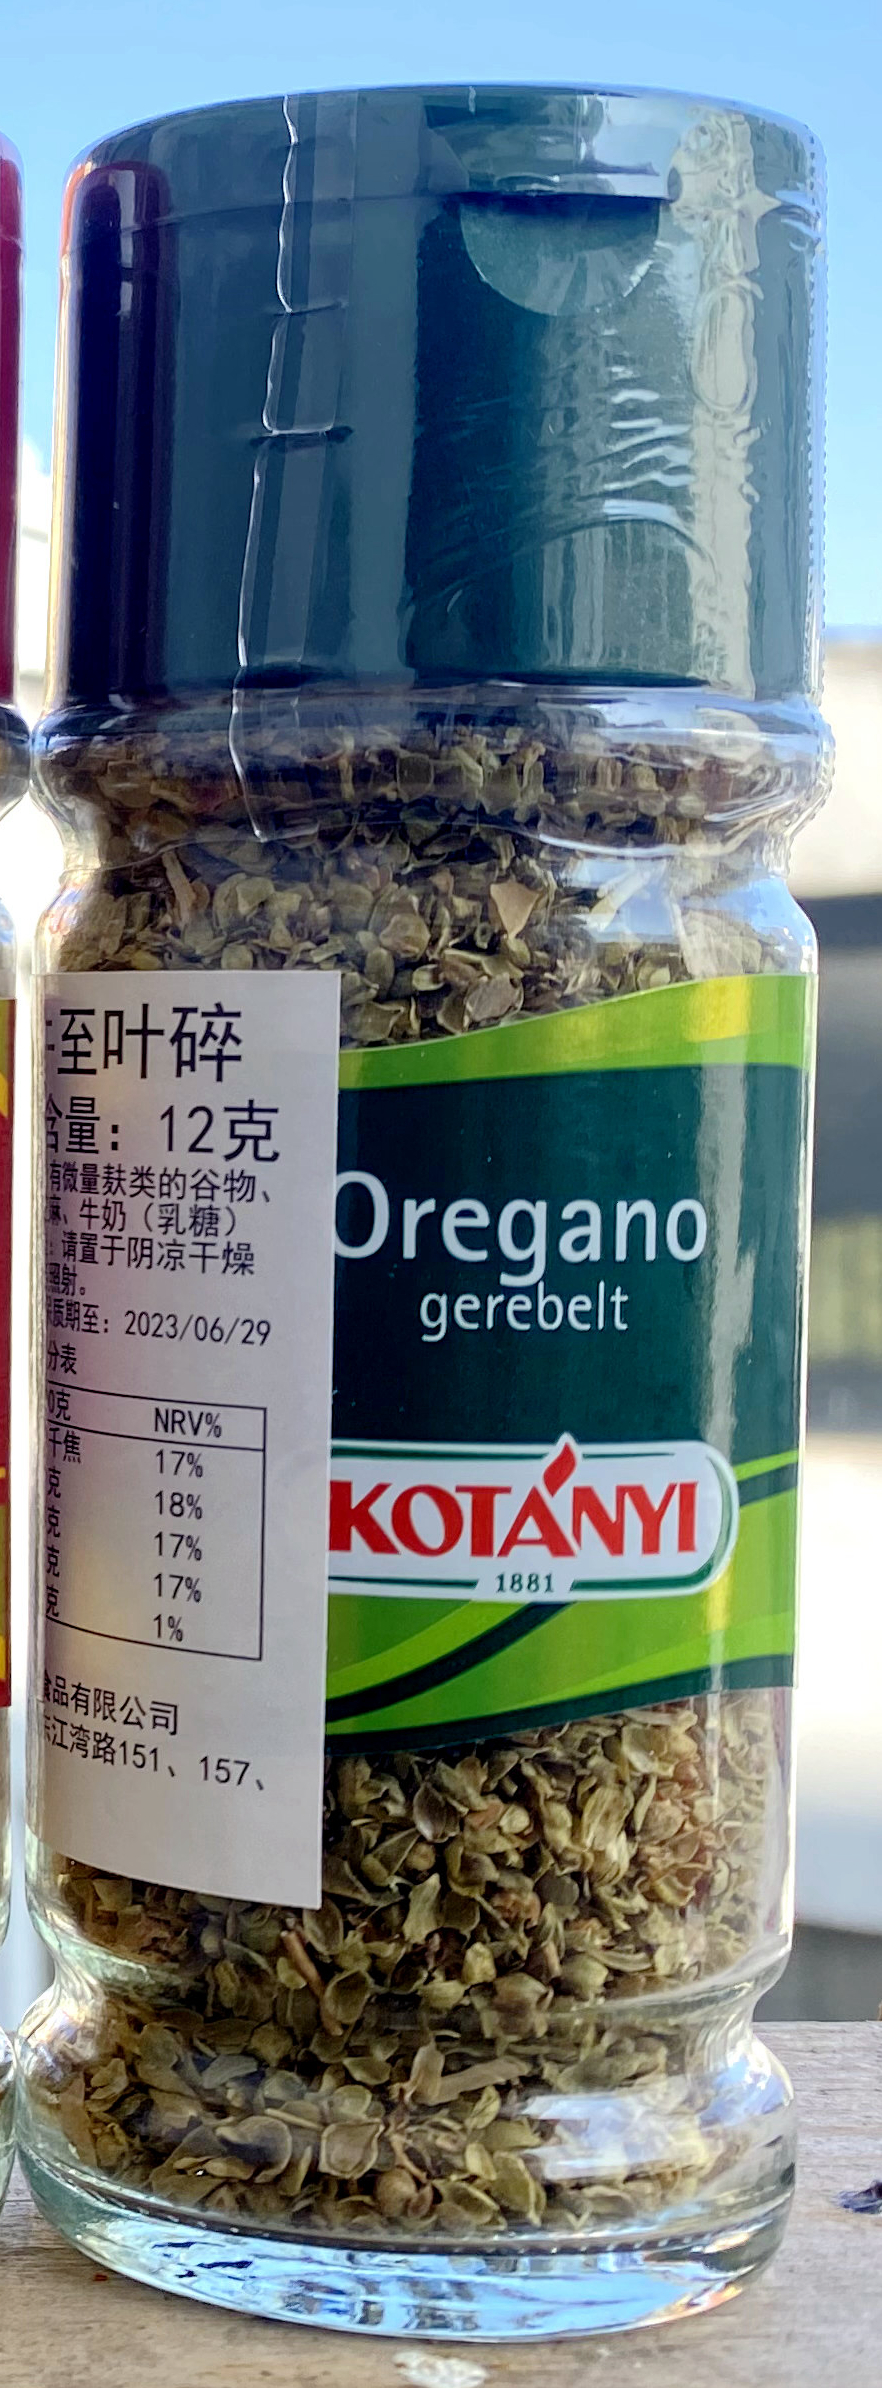 至叶碎
含量: 12克
有微量麸类的谷物、
麻、牛奶（乳糖）
: 请置于阴凉干燥
照射。
质期至: 2023/06/29
分表
0克 NRV%
千焦 17%
克 18%
克 17%
克 17%
克 1%
食品有限公司
江湾路151、157、
Oregano
gerebelt
KOTÁNYI
1881